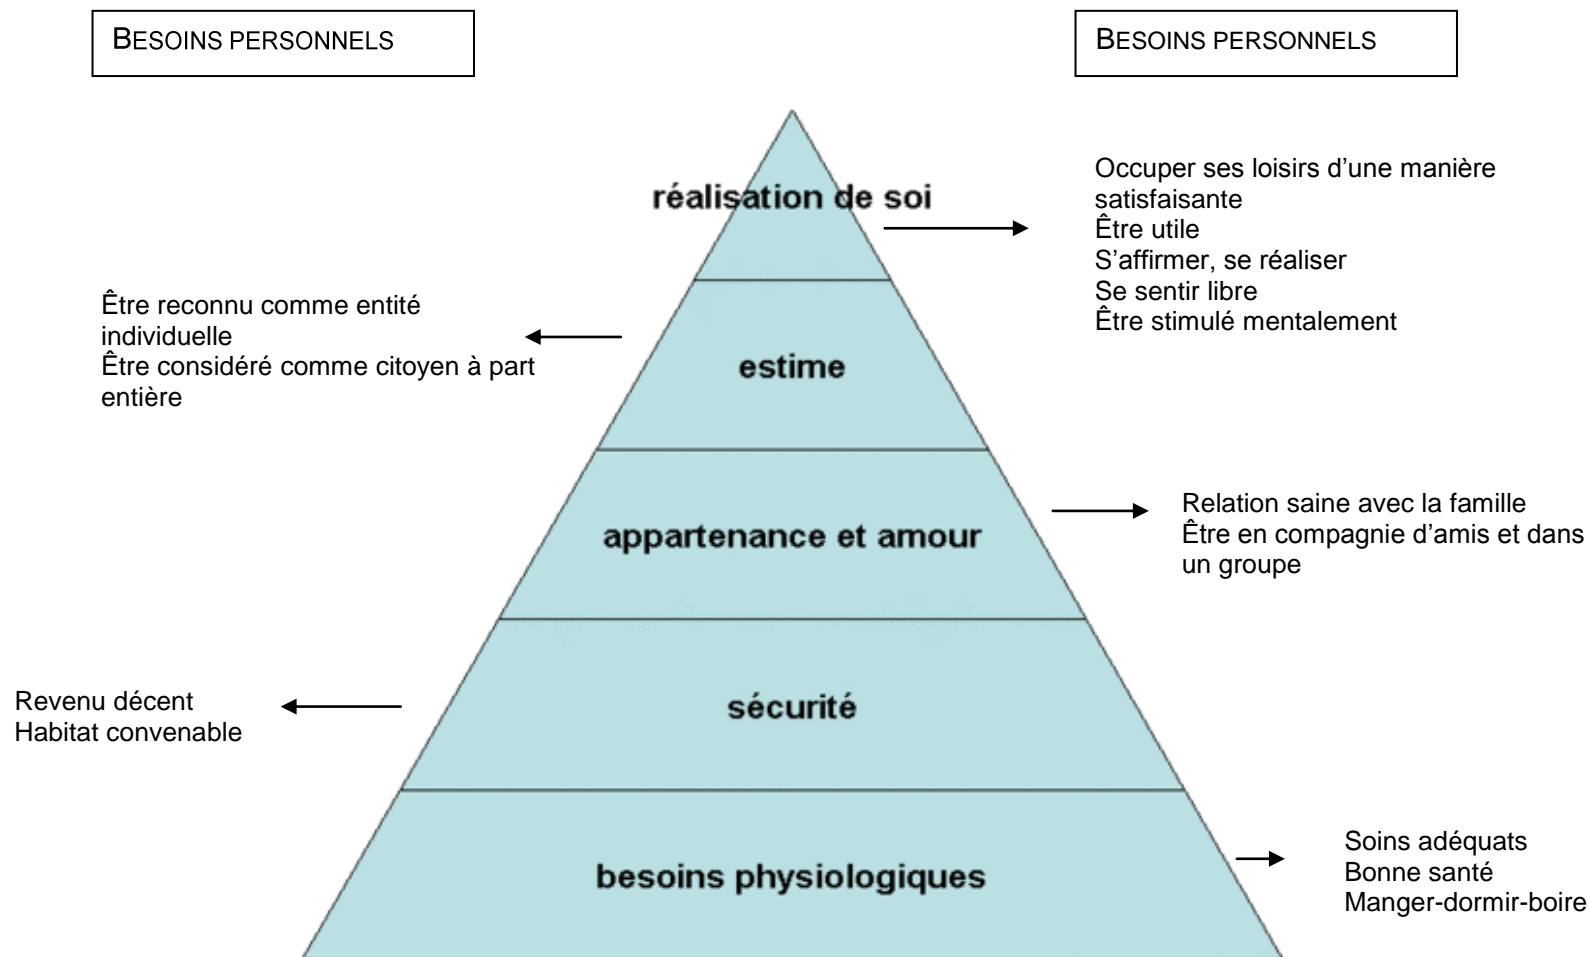 BESOINS PERSONNELS
BESOINS PERSONNELS
réalisation de soi
Occuper ses loisirs d’une manière
satisfaisante
Être utile
S’affirmer, se réaliser
Se sentir libre
Être stimulé mentalement
Être reconnu comme entité
individuelle
Être considéré comme citoyen à part
entière
estime
appartenance et amour
Relation saine avec la famille
Être en compagnie d’amis et dans
un groupe
Revenu décent
Habitat convenable
sécurité
besoins physiologiques
Soins adéquats
Bonne santé
Manger-dormir-boire